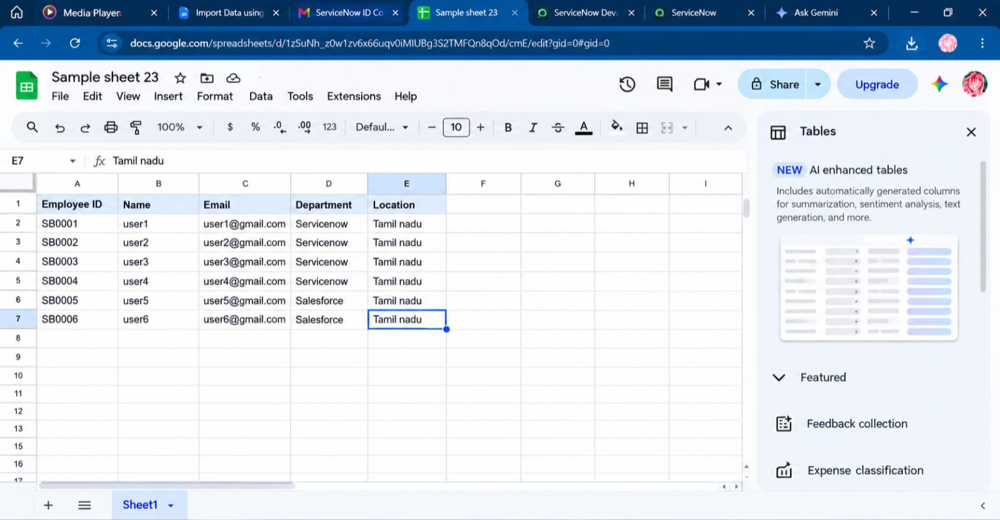 Media Player
Import Data using
ServiceNow ID Co
Sample sheet 23
ServiceNow Dev
ServiceNow
Ask Gemini
docs.google.com/spreadsheets/d/1zSuNh_z0w1zv6x66uqv0iMIUBg3S2TMFQn8qOd/cmE/edit?gid=0#gid=0
Sample sheet 23
File Edit View Insert Format Data Tools Extensions Help
Share
Upgrade
100% $ % .0 .00 123 Defaul... − 10 + B I S A
E7 fx Tamil nadu
A B C D E F G H I
1 Employee ID Name Email Department Location
2 SB0001 user1 user1@gmail.com Servicenow Tamil nadu
3 SB0002 user2 user2@gmail.com Servicenow Tamil nadu
4 SB0003 user3 user3@gmail.com Servicenow Tamil nadu
5 SB0004 user4 user4@gmail.com Servicenow Tamil nadu
6 SB0005 user5 user5@gmail.com Salesforce Tamil nadu
7 SB0006 user6 user6@gmail.com Salesforce Tamil nadu
8
9
10
11
12
13
15
16
17
Sheet1
Tables
NEW AI enhanced tables
Includes automatically generated columns
for summarization, sentiment analysis, text
generation, and more.
Featured
Feedback collection
Expense classification